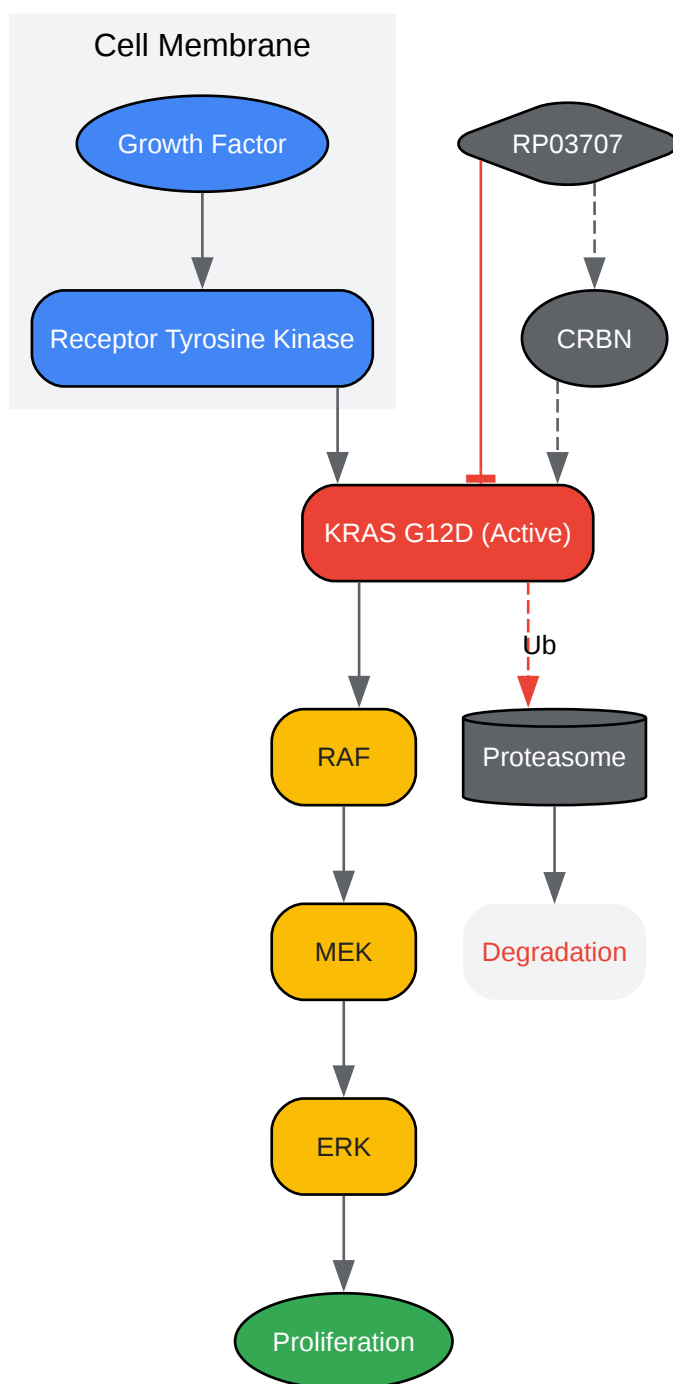 Cell Membrane
Growth Factor
RP03707
Receptor Tyrosine Kinase
CRBN
KRAS G12D (Active)
Ub
RAF
Proteasome
MEK
Degradation
ERK
Proliferation